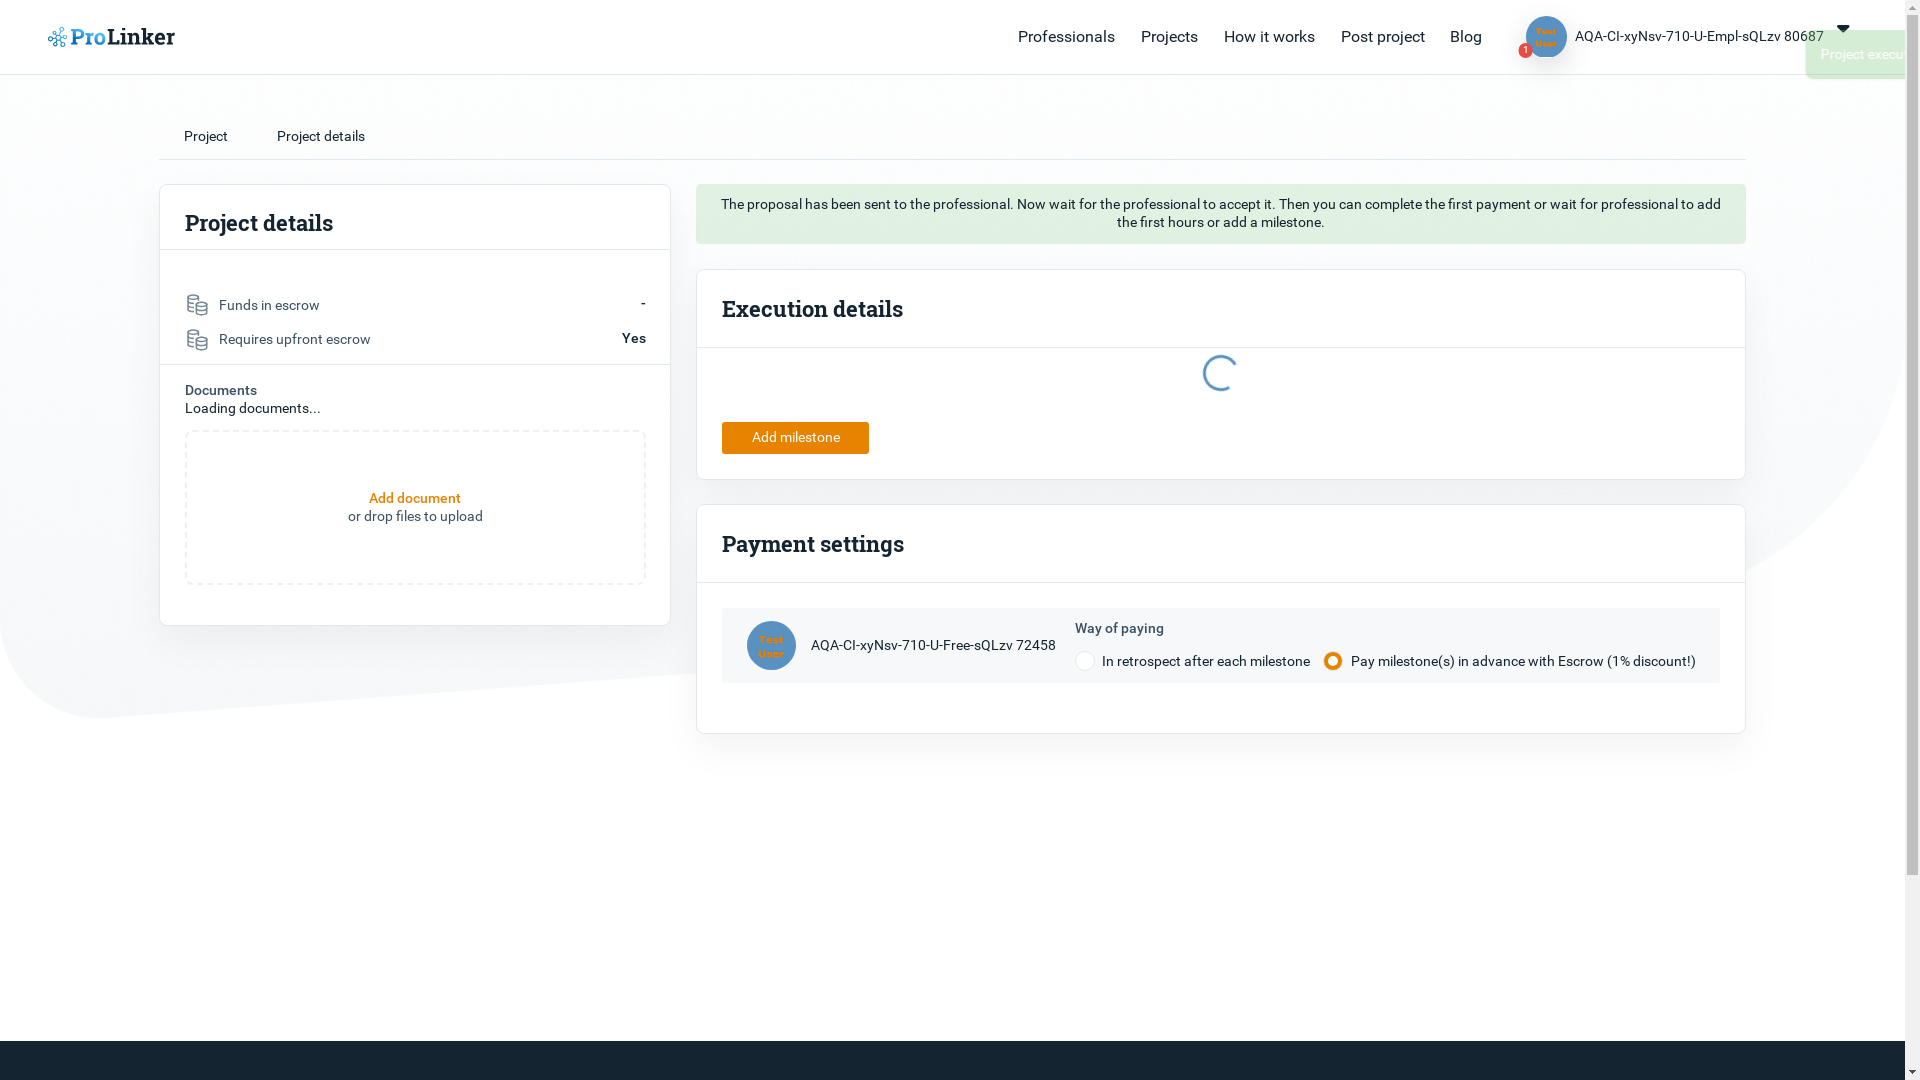 ProLinker
Professionals
Projects
How it works
Post project
Blog
Test
User
1
AQA-CI-xyNsv-710-U-Empl-sQLzv 80687
Project
Project details
Project details
Funds in escrow
-
Requires upfront escrow
Yes
Documents
Loading documents...
Add document
or drop files to upload
The proposal has been sent to the professional. Now wait for the professional to accept it. Then you can complete the first payment or wait for professional to add
the first hours or add a milestone.
Execution details
Add milestone
Payment settings
Test
User
AQA-CI-xyNsv-710-U-Free-sQLzv 72458
Way of paying
In retrospect after each milestone
Pay milestone(s) in advance with Escrow (1% discount!)
Project